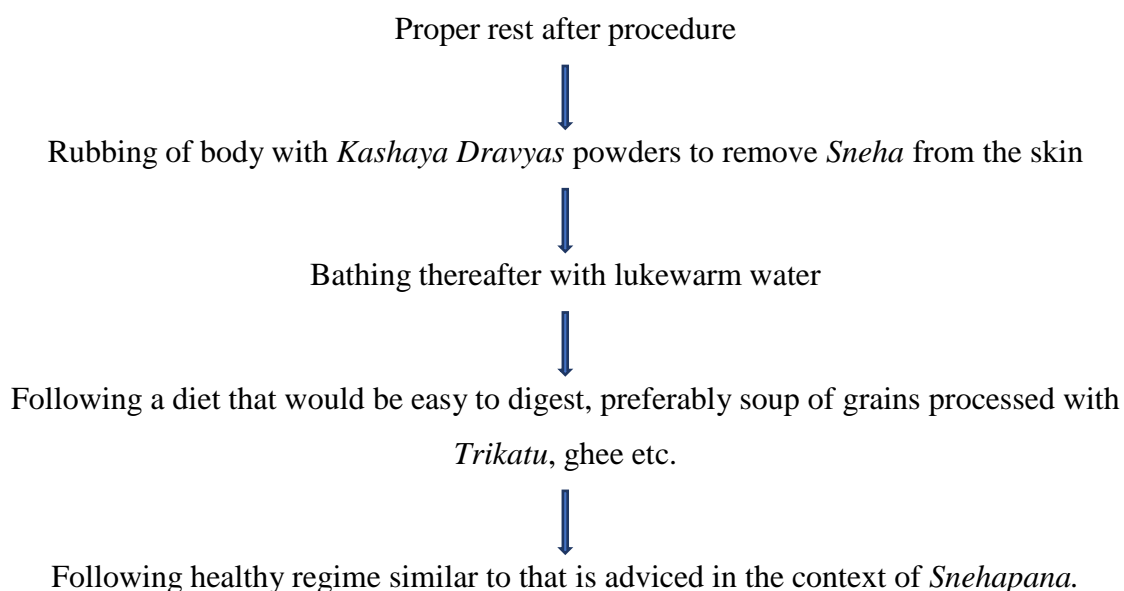 Proper rest after procedure
Rubbing of body with Kashaya Dravyas powders to remove Sneha from the skin
Bathing thereafter with lukewarm water
Following a diet that would be easy to digest, preferably soup of grains processed with
Trikatu, ghee etc.
Following healthy regime similar to that is adviced in the context of Snehapana.